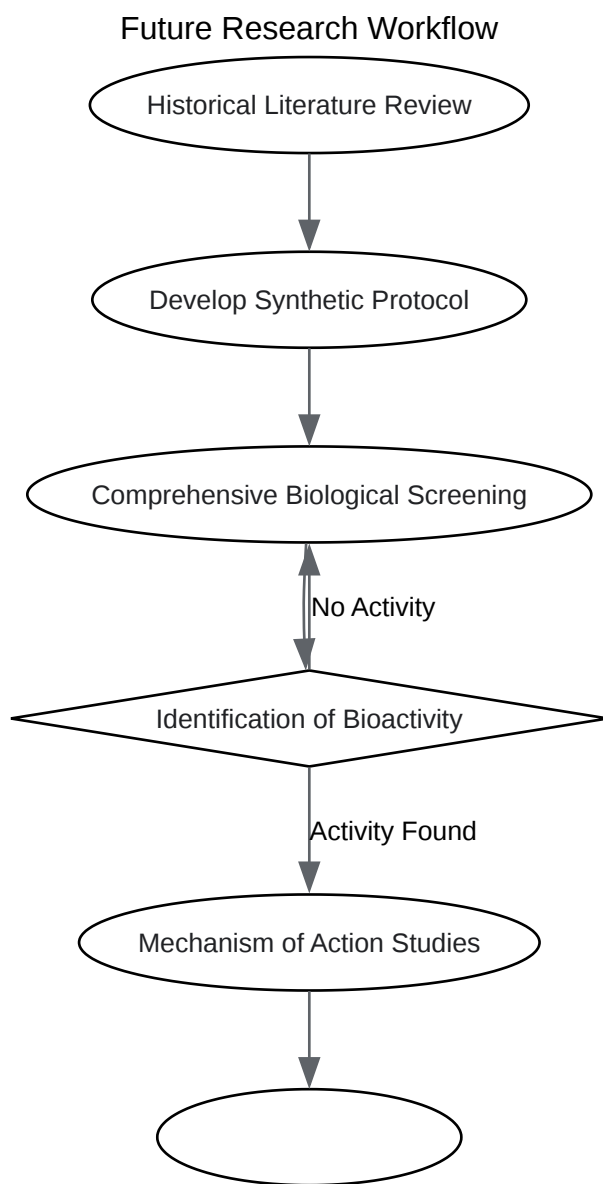 Future Research Workflow
Historical Literature Review
Develop Synthetic Protocol
Comprehensive Biological Screening
No Activity
Identification of Bioactivity
Activity Found
Mechanism of Action Studies